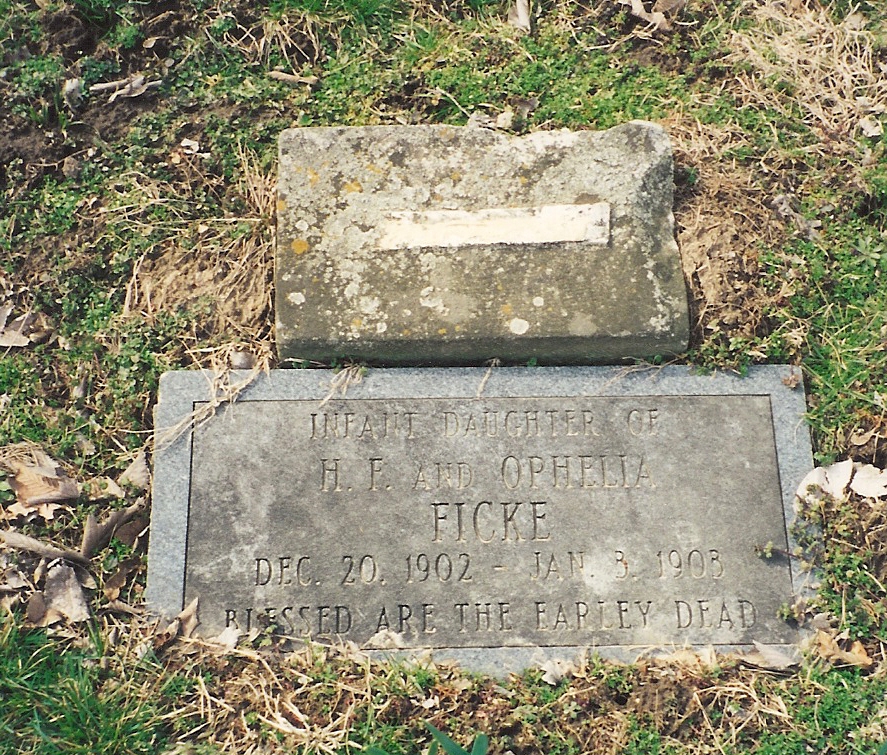 INFANT DAUGHTER OF
H. F. AND OPHELIA
FICKE
DEC. 20. 1902 - JAN. 3. 1903
BLESSED ARE THE EARLEY DEAD